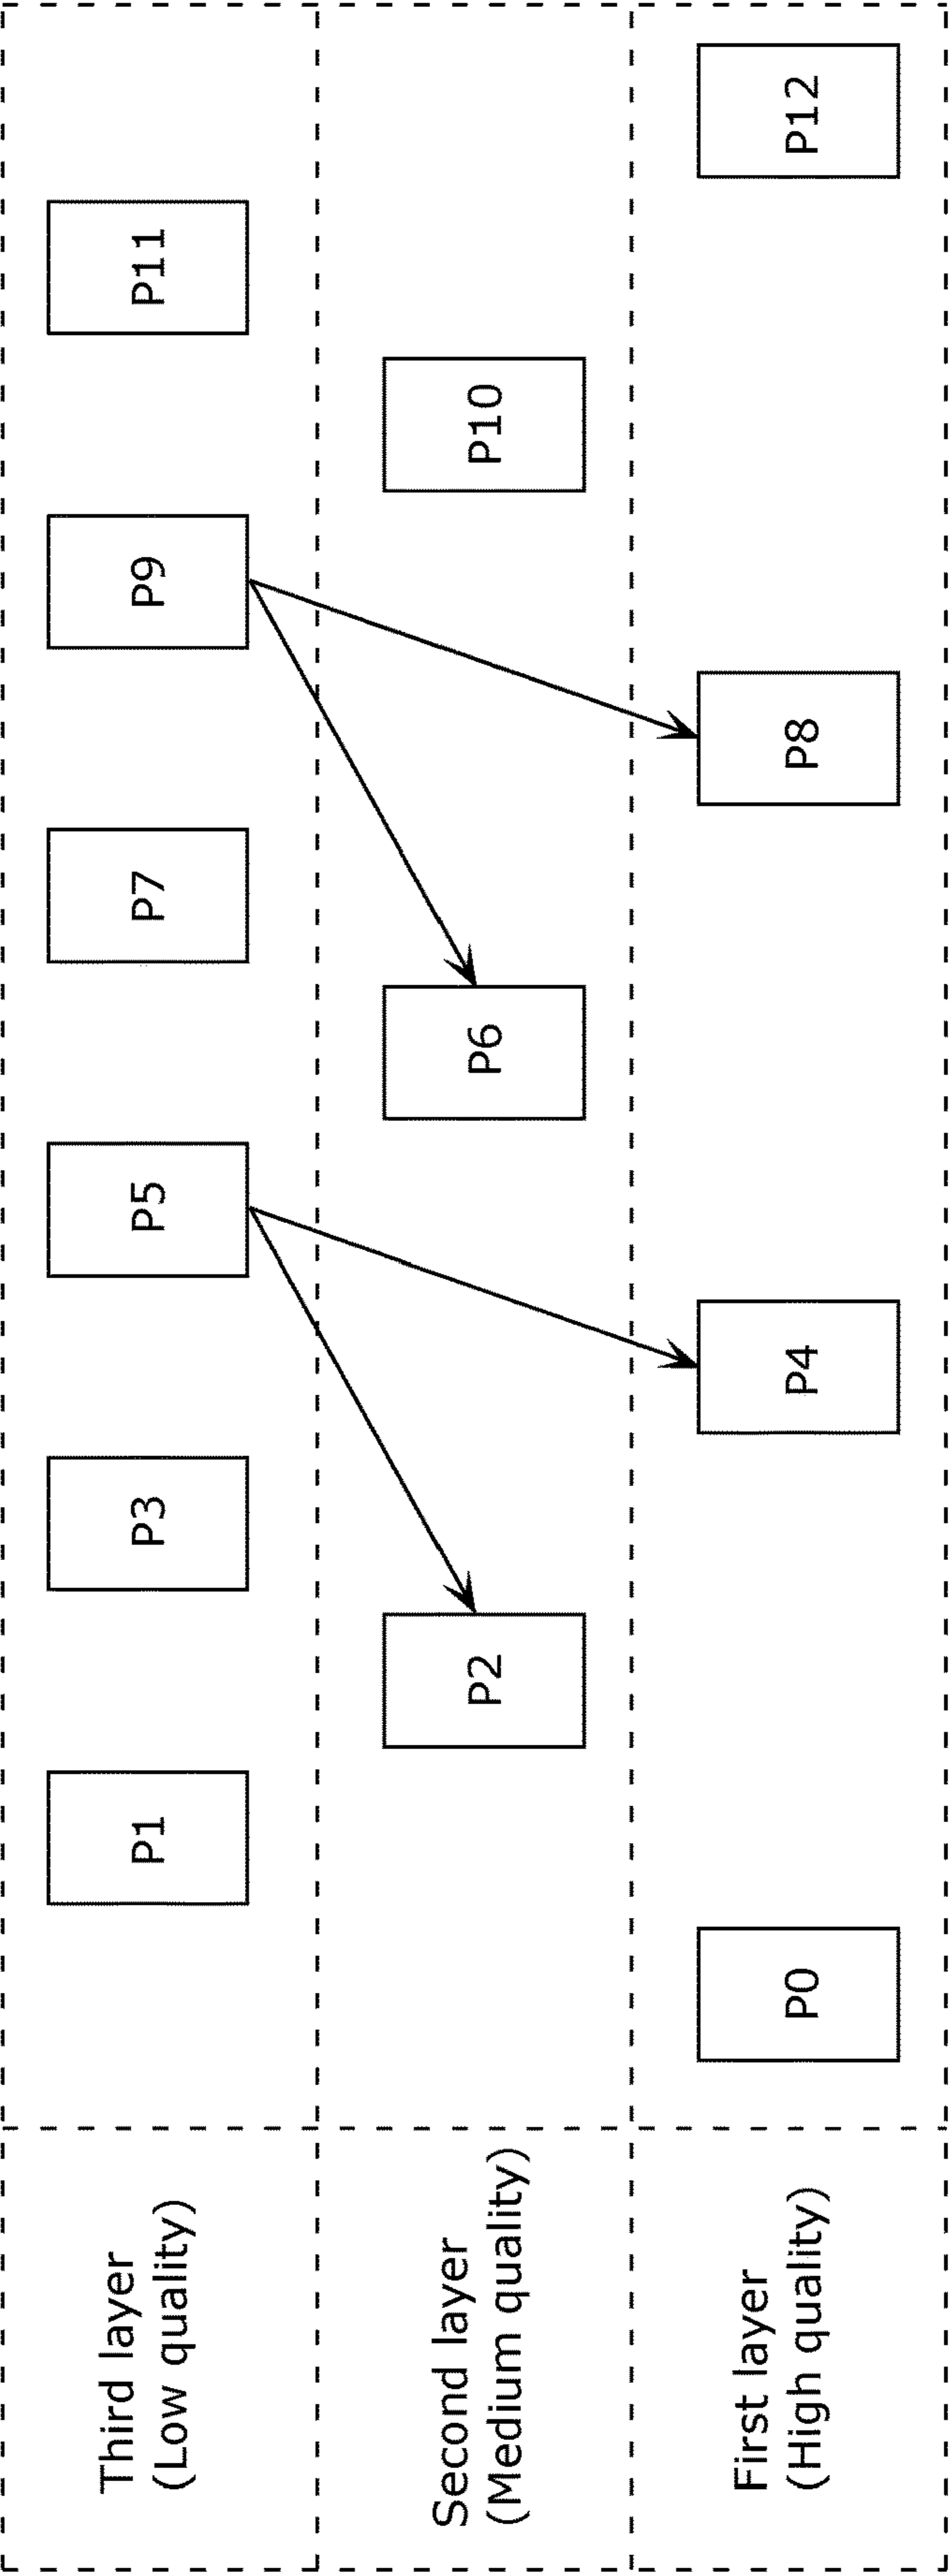 Third layer
(Low quality)
P1
P3
P5
P7
P9
P11
Second layer
(Medium quality)
P2
P6
P10
First layer
(High quality)
P0
P4
P8
P12